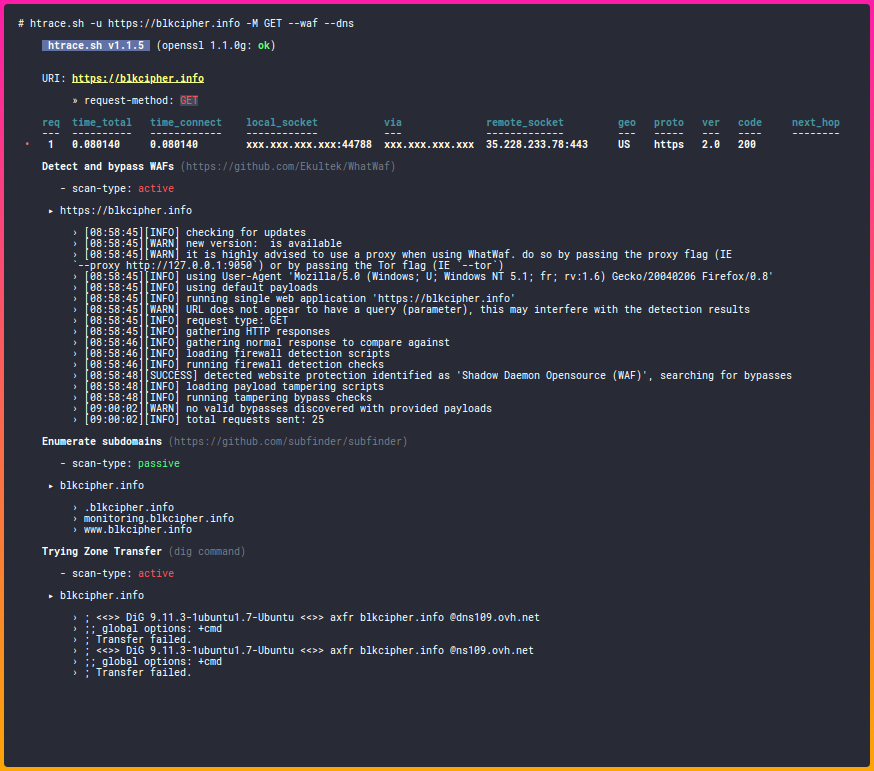 # htrace.sh -u https://blkcipher.info -M GET --waf --dns
htrace.sh v1.1.5 (openssl 1.1.0g: ok)
URI: https://blkcipher.info
» request-method: GET
req time_total time_connect local_socket via remote_socket geo proto ver code next_hop
--- ---------- ------------ ------------ --- ------------- --- ----- --- ---- --------
• 1 0.080140 0.080140 xxx.xxx.xxx.xxx:44788 xxx.xxx.xxx.xxx 35.228.233.78:443 US https 2.0 200
Detect and bypass WAFs (https://github.com/Ekultek/WhatWaf)
- scan-type: active
▸ https://blkcipher.info
› [08:58:45][INFO] checking for updates
› [08:58:45][WARN] new version:  is available
› [08:58:45][WARN] it is highly advised to use a proxy when using WhatWaf. do so by passing the proxy flag (IE
`--proxy http://127.0.0.1:9050`) or by passing the Tor flag (IE `--tor`)
› [08:58:45][INFO] using User-Agent 'Mozilla/5.0 (Windows; U; Windows NT 5.1; fr; rv:1.6) Gecko/20040206 Firefox/0.8'
› [08:58:45][INFO] using default payloads
› [08:58:45][INFO] running single web application 'https://blkcipher.info'
› [08:58:45][WARN] URL does not appear to have a query (parameter), this may interfere with the detection results
› [08:58:45][INFO] request type: GET
› [08:58:45][INFO] gathering HTTP responses
› [08:58:46][INFO] gathering normal response to compare against
› [08:58:46][INFO] loading firewall detection scripts
› [08:58:46][INFO] running firewall detection checks
› [08:58:48][SUCCESS] detected website protection identified as 'Shadow Daemon Opensource (WAF)', searching for bypasses
› [08:58:48][INFO] loading payload tampering scripts
› [08:58:48][INFO] running tampering bypass checks
› [09:00:02][WARN] no valid bypasses discovered with provided payloads
› [09:00:02][INFO] total requests sent: 25
Enumerate subdomains (https://github.com/subfinder/subfinder)
- scan-type: passive
▸ blkcipher.info
› .blkcipher.info
› monitoring.blkcipher.info
› www.blkcipher.info
Trying Zone Transfer (dig command)
- scan-type: active
▸ blkcipher.info
› ; <<>> DiG 9.11.3-1ubuntu1.7-Ubuntu <<>> axfr blkcipher.info @dns109.ovh.net
› ;; global options: +cmd
› ; Transfer failed.
› ; <<>> DiG 9.11.3-1ubuntu1.7-Ubuntu <<>> axfr blkcipher.info @ns109.ovh.net
› ;; global options: +cmd
› ; Transfer failed.